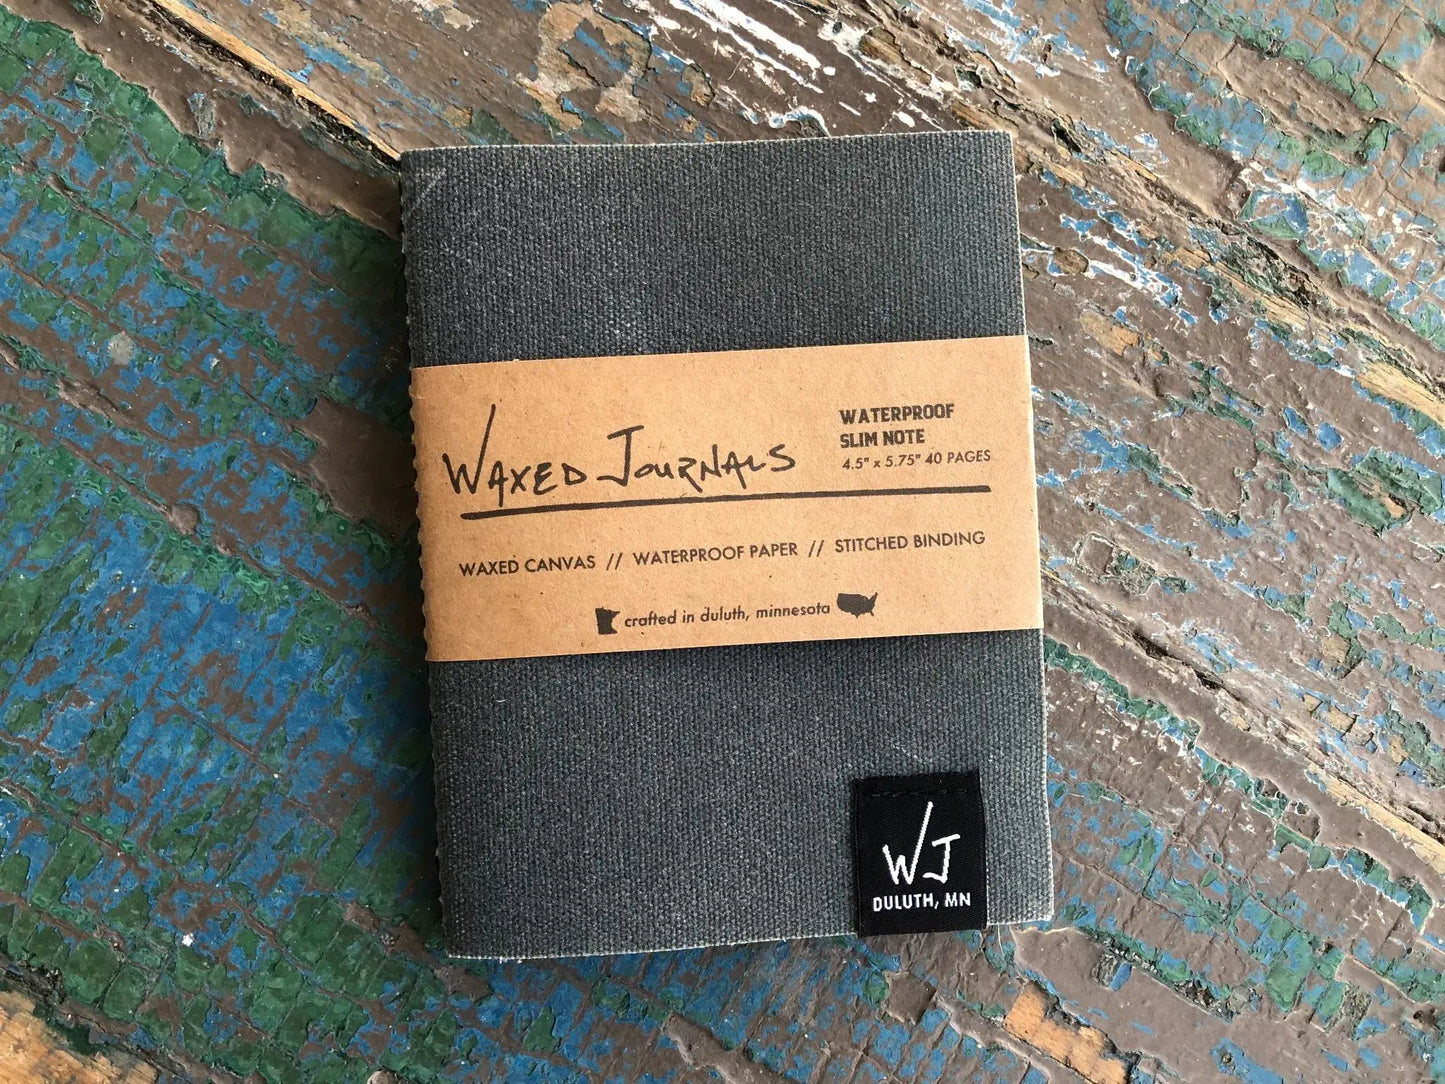 WAXED JOURNALS
WATERPROOF
SLIM NOTE
4.5" x 5.75" 40 PAGES
WAXED CANVAS // WATERPROOF PAPER // STITCHED BINDING
crafted in duluth, minnesota
WJ
DULUTH, MN